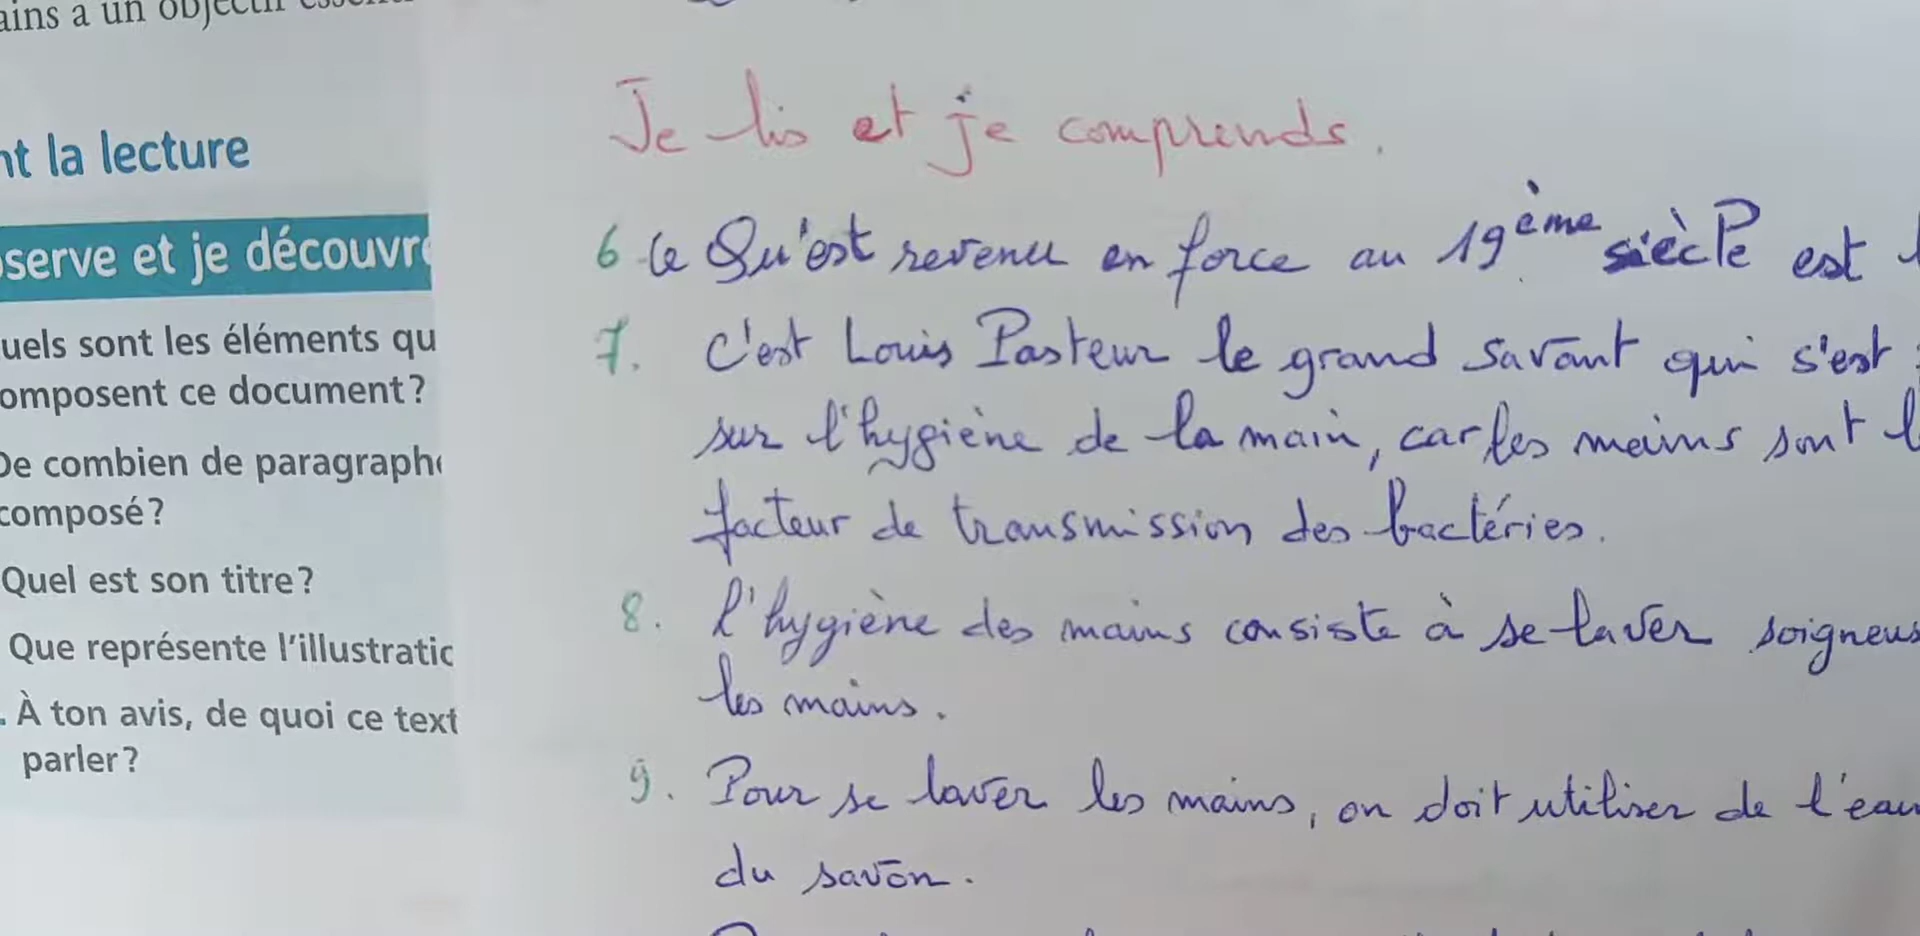 ains a un objectif
nt la lecture
serve et je découvre
uels sont les éléments qu
omposent ce document ?
De combien de paragraph
composé ?
Quel est son titre ?
Que représente l'illustratio
. À ton avis, de quoi ce text
parler ?
Je lis et je comprends.
6 Ce Qu'est revenu en force au 19ème siècle est
7. C'est Louis Pasteur le grand savant qui s'est
sur l'hygiène de la main, car les mains sont l
facteur de transmission des bactéries.
8. l'hygiène des mains consiste à se laver soigneus
les mains.
9. Pour se laver les mains, on doit utiliser de l'eau
du savon.